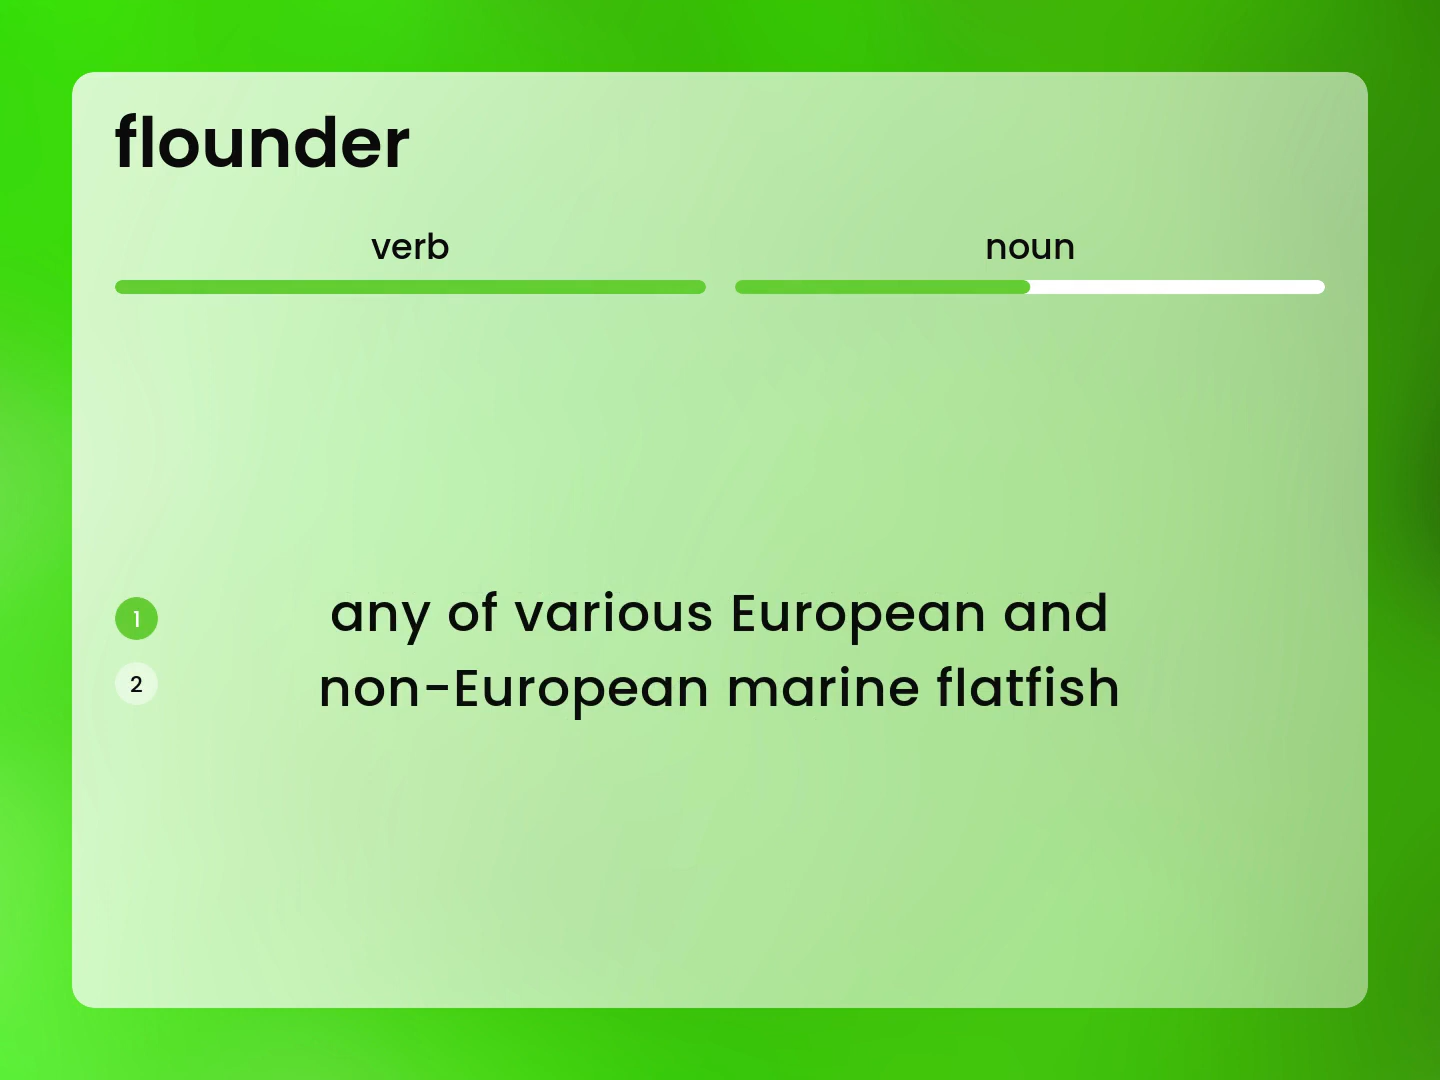 flounder
verb
noun
1
any of various European and
2
non-European marine flatfish